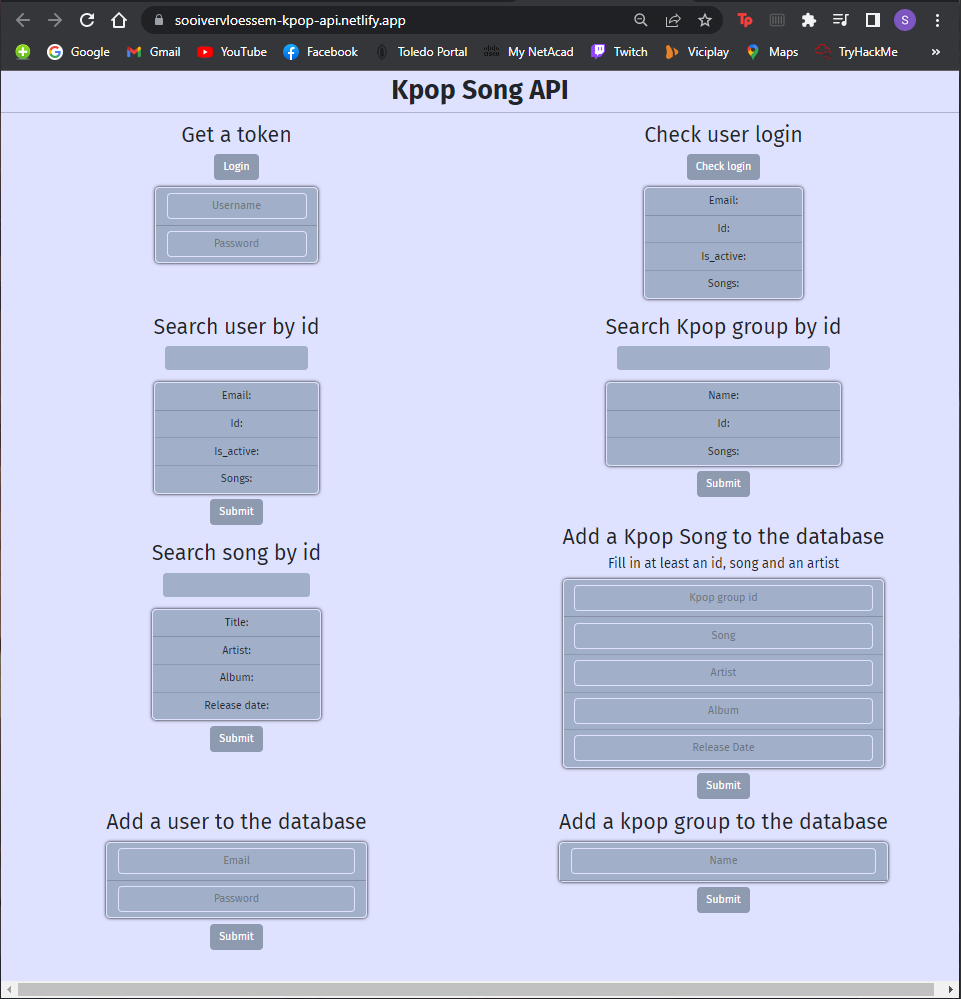 sooivervloessem-kpop-api.netlify.app
Tp
S
Google
Gmail
YouTube
Facebook
Toledo Portal
My NetAcad
Twitch
Viciplay
Maps
TryHackMe
»
Kpop Song API
Get a token
Login
Username
Password
Check user login
Check login
Email:
Id:
Is_active:
Songs:
Search user by id
Email:
Id:
Is_active:
Songs:
Submit
Search Kpop group by id
Name:
Id:
Songs:
Submit
Search song by id
Title:
Artist:
Album:
Release date:
Submit
Add a Kpop Song to the database
Fill in at least an id, song and an artist
Kpop group id
Song
Artist
Album
Release Date
Submit
Add a user to the database
Email
Password
Submit
Add a kpop group to the database
Name
Submit